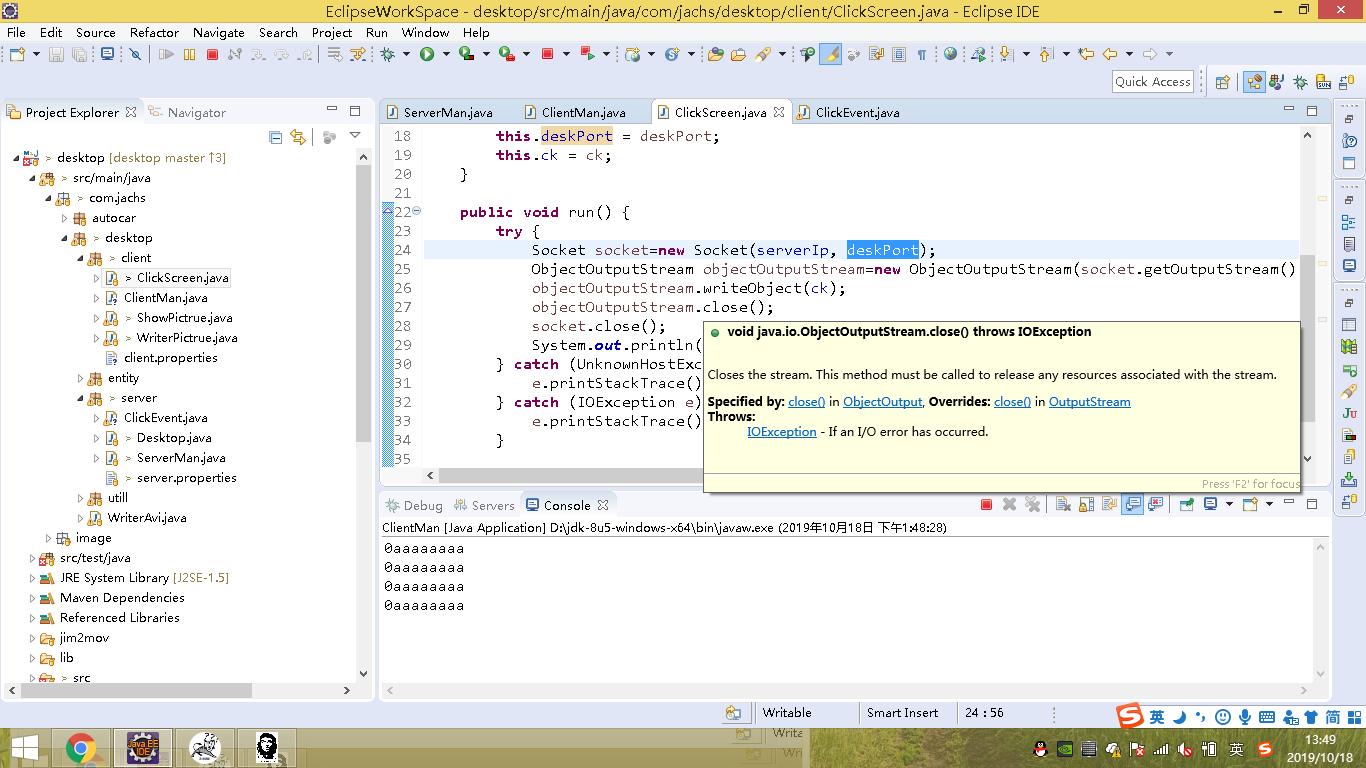 EclipseWorkSpace - desktop/src/main/java/com/jachs/desktop/client/ClickScreen.java - Eclipse IDE
File Edit Source Refactor Navigate Search Project Run Window Help
Quick Access
Project Explorer Navigator
> desktop [desktop master ↑3]
> src/main/java
> com.jachs
> autocar
> desktop
> client
> ClickScreen.java
ClientMan.java
> ShowPictrue.java
> WriterPictrue.java
client.properties
entity
> server
ClickEvent.java
> Desktop.java
> ServerMan.java
> server.properties
utill
WriterAvi.java
image
src/test/java
JRE System Library [J2SE-1.5]
Maven Dependencies
Referenced Libraries
jim2mov
lib
> src
ServerMan.java ClientMan.java ClickScreen.java ClickEvent.java
18 this.deskPort = deskPort;
19 this.ck = ck;
20 }
21
22 public void run() {
23 try {
24 Socket socket=new Socket(serverIp, deskPort);
25 ObjectOutputStream objectOutputStream=new ObjectOutputStream(socket.getOutputStream()
26 objectOutputStream.writeObject(ck);
27 objectOutputStream.close();
28 socket.close();
29 System.out.println(
30 } catch (UnknownHostExc
31 e.printStackTrace()
32 } catch (IOException e)
33 e.printStackTrace()
34 }
35
void java.io.ObjectOutputStream.close() throws IOException
Closes the stream. This method must be called to release any resources associated with the stream.
Specified by: close() in ObjectOutput, Overrides: close() in OutputStream
Throws:
IOException - If an I/O error has occurred.
Press 'F2' for focus
Debug Servers Console
ClientMan [Java Application] D:\jdk-8u5-windows-x64\bin\javaw.exe (2019年10月18日 下午1:48:28)
0aaaaaaaa
0aaaaaaaa
0aaaaaaaa
0aaaaaaaa
Writable Smart Insert 24 : 56
英 简
英
13:49
2019/10/18